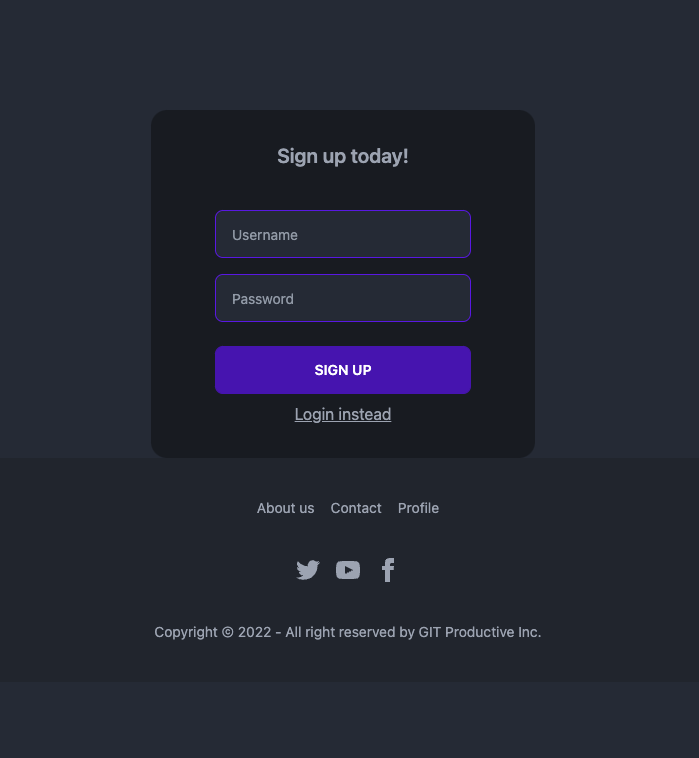 Sign up today!
Username
Password
SIGN UP
Login instead
About us Contact Profile
Copyright © 2022 - All right reserved by GIT Productive Inc.